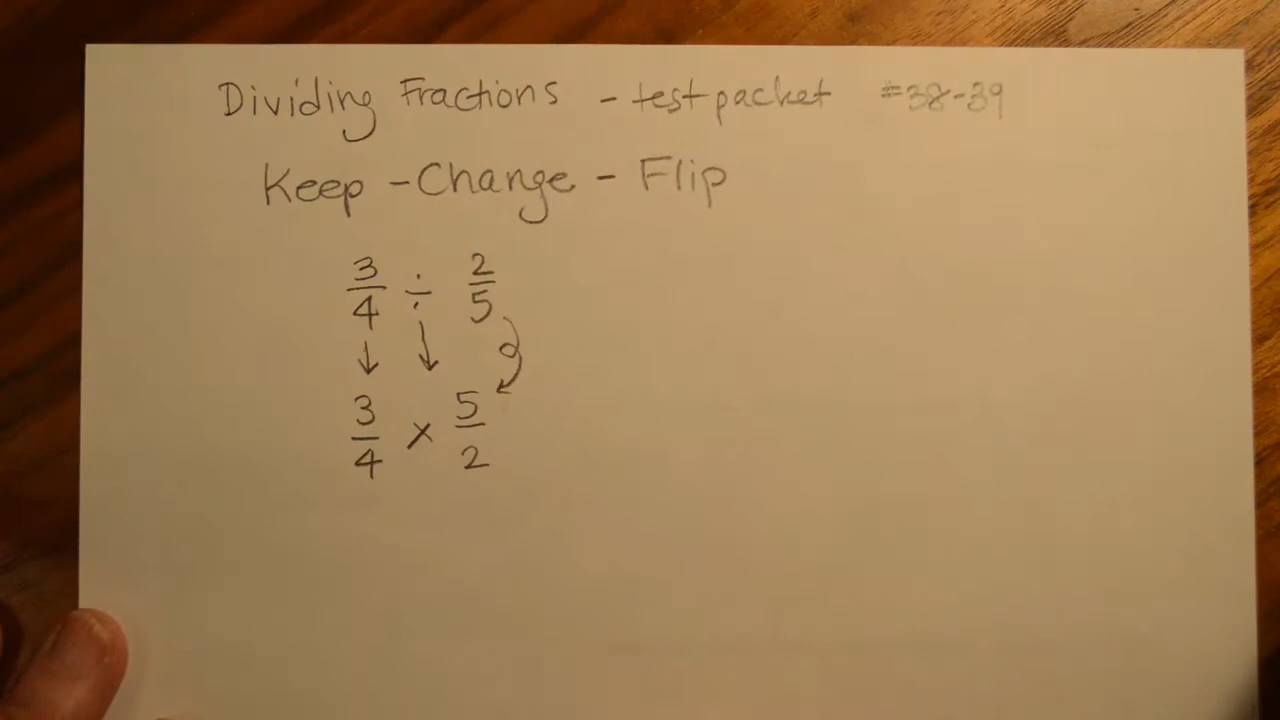 Dividing Fractions - test packet #38-39
Keep - Change - Flip
3/4 ÷ 2/5
3/4 × 5/2